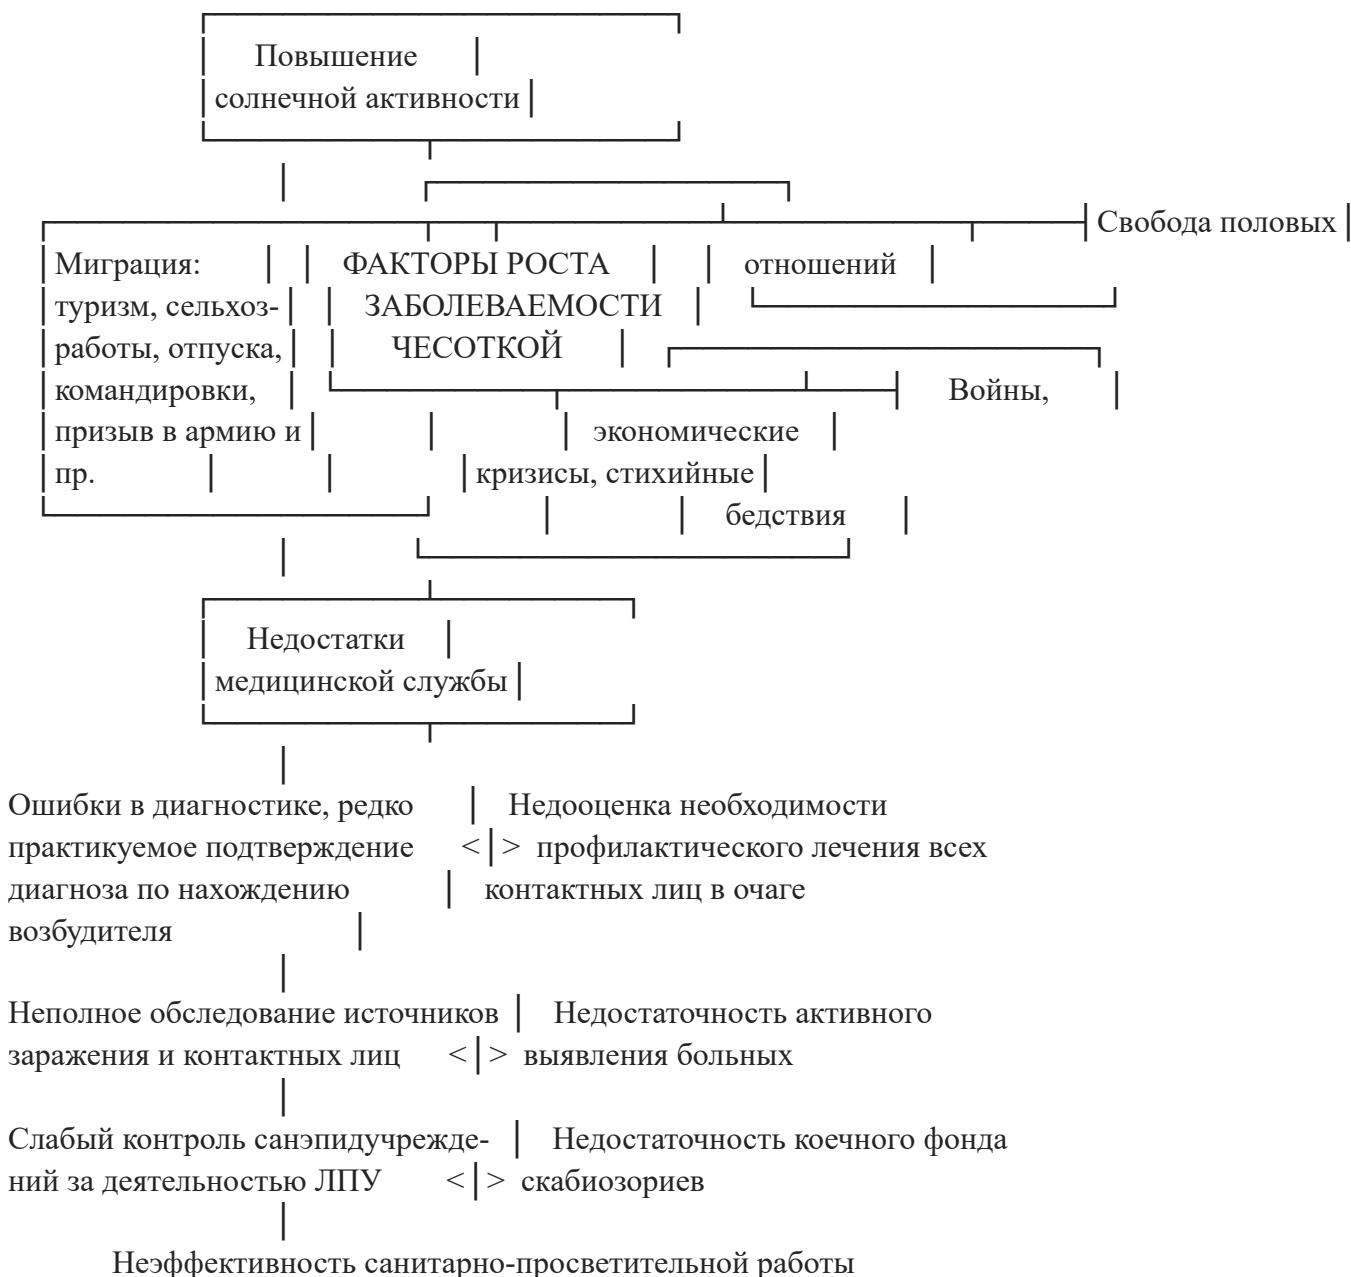 Повышение
солнечной активности
Свобода половых
Миграция: ФАКТОРЫ РОСТА отношений
туризм, сельхоз- ЗАБОЛЕВАЕМОСТИ
работы, отпуска, ЧЕСОТКОЙ
командировки, Войны,
призыв в армию и экономические
пр. кризисы, стихийные
бедствия
Недостатки
медицинской службы
Ошибки в диагностике, редко Недооценка необходимости
практикуемое подтверждение <|> профилактического лечения всех
диагноза по нахождению контактных лиц в очаге
возбудителя
Неполное обследование источников Недостаточность активного
заражения и контактных лиц <|> выявления больных
Слабый контроль санэпидучрежде- Недостаточность коечного фонда
ний за деятельностью ЛПУ <|> скабиозориев
Неэффективность санитарно-просветительной работы